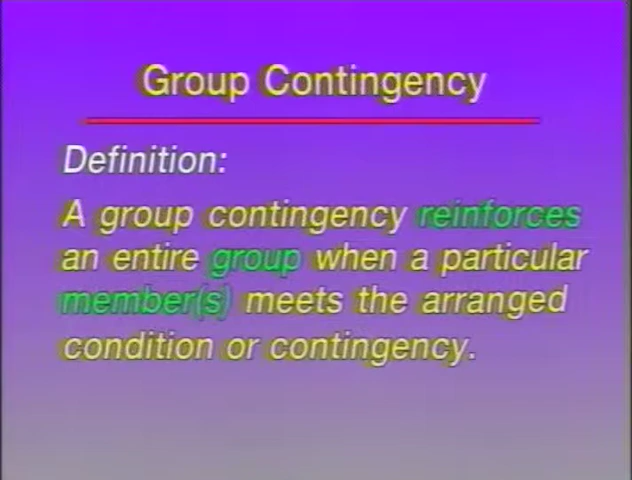 Group Contingency
Definition:
A group contingency reinforces
an entire group when a particular
member(s) meets the arranged
condition or contingency.